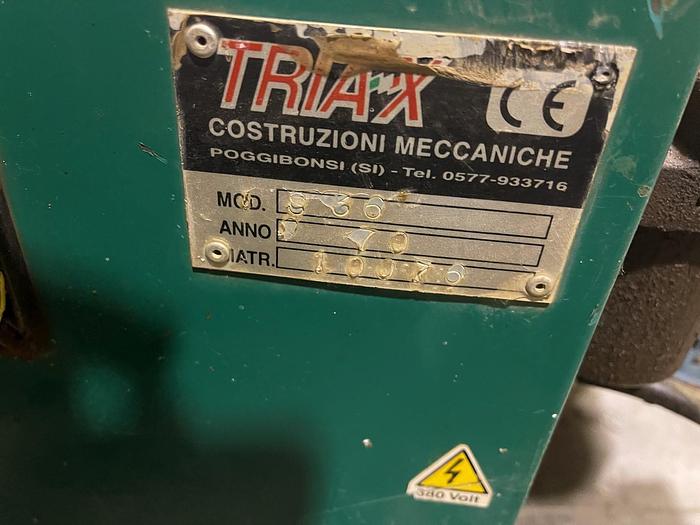 TRIAX
CE
COSTRUZIONI MECCANICHE
POGGIBONSI (SI) - Tel. 0577-933716
MOD.
ANNO
MATR.
380 Volt